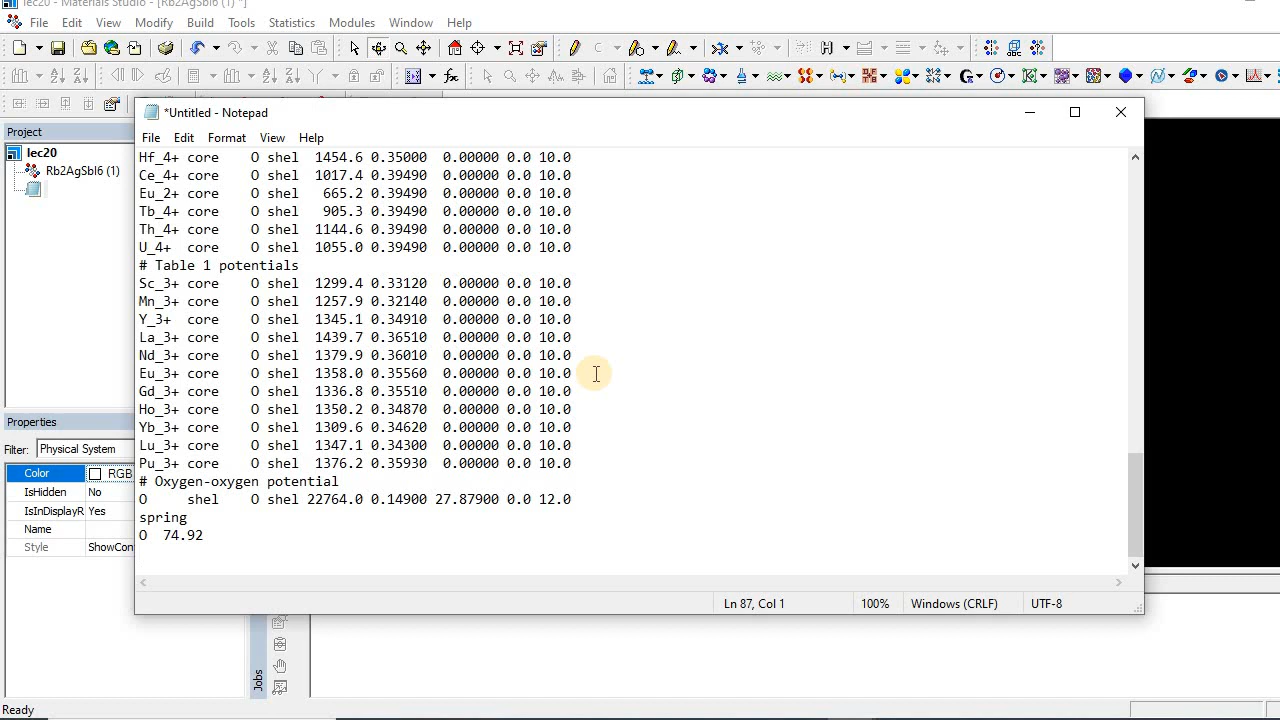 lec20 - Materials Studio - [Rb2AgSbI6 (1) *]
File Edit View Modify Build Tools Statistics Modules Window Help
Project
lec20
Rb2AgSbI6 (1)
*Untitled - Notepad
File Edit Format View Help
Hf_4+ core O shel 1454.6 0.35000 0.00000 0.0 10.0
Ce_4+ core O shel 1017.4 0.39490 0.00000 0.0 10.0
Eu_2+ core O shel 665.2 0.39490 0.00000 0.0 10.0
Tb_4+ core O shel 905.3 0.39490 0.00000 0.0 10.0
Th_4+ core O shel 1144.6 0.39490 0.00000 0.0 10.0
U_4+ core O shel 1055.0 0.39490 0.00000 0.0 10.0
# Table 1 potentials
Sc_3+ core O shel 1299.4 0.33120 0.00000 0.0 10.0
Mn_3+ core O shel 1257.9 0.32140 0.00000 0.0 10.0
Y_3+ core O shel 1345.1 0.34910 0.00000 0.0 10.0
La_3+ core O shel 1439.7 0.36510 0.00000 0.0 10.0
Nd_3+ core O shel 1379.9 0.36010 0.00000 0.0 10.0
Eu_3+ core O shel 1358.0 0.35560 0.00000 0.0 10.0
Gd_3+ core O shel 1336.8 0.35510 0.00000 0.0 10.0
Ho_3+ core O shel 1350.2 0.34870 0.00000 0.0 10.0
Yb_3+ core O shel 1309.6 0.34620 0.00000 0.0 10.0
Lu_3+ core O shel 1347.1 0.34300 0.00000 0.0 10.0
Pu_3+ core O shel 1376.2 0.35930 0.00000 0.0 10.0
# Oxygen-oxygen potential
O shel O shel 22764.0 0.14900 27.87900 0.0 12.0
spring
O 74.92
Ln 87, Col 1 100% Windows (CRLF) UTF-8
Properties
Filter: Physical System
Color RGB
IsHidden No
IsInDisplayR Yes
Name
Style ShowCon
Jobs
Ready